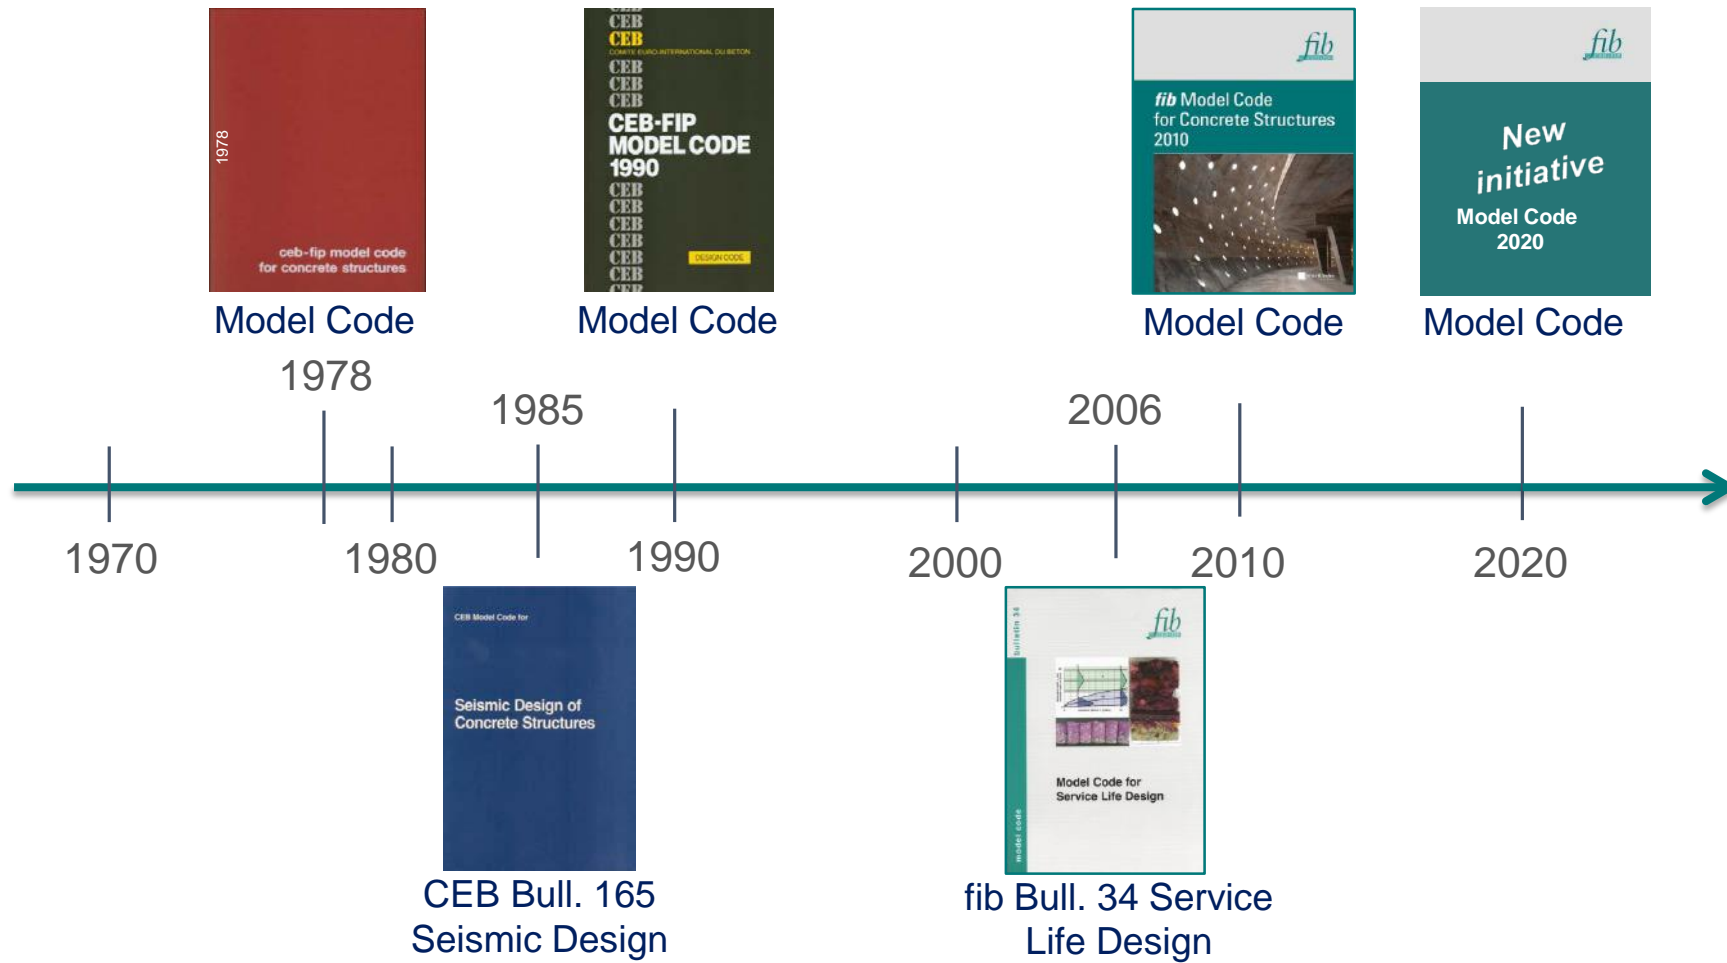 1978
ceb-fip model code
for concrete structures
Model Code
CEB
CEB
CEB
COMITE EURO-INTERNATIONAL DU BETON
CEB
CEB
CEB
CEB-FIP
MODEL CODE
1990
CEB
CEB
CEB
CEB
CEB
CEB
CEB
DESIGN CODE
Model Code
fib
fib Model Code
for Concrete Structures
2010
Model Code
fib
New
initiative
Model Code
2020
Model Code
1978
1985
2006
1970
1980
1990
2000
2010
2020
CEB Model Code for
Seismic Design of
Concrete Structures
CEB Bull. 165
Seismic Design
bulletin 34
fib
Model Code for
Service Life Design
model code
fib Bull. 34 Service
Life Design